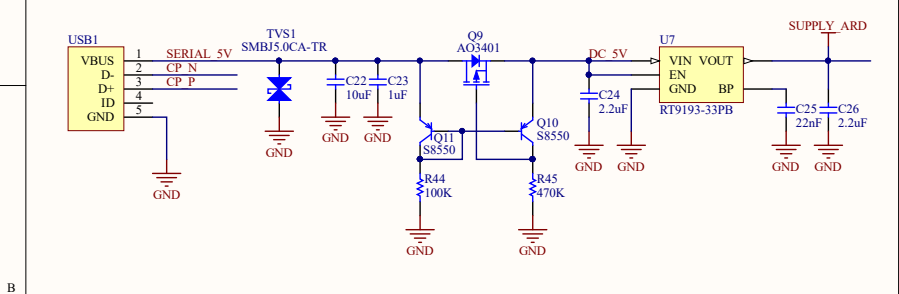 SUPPLY_ARD
TVS1
SMBJ5.0CA-TR
Q9
AO3401
USB1
VBUS
D-
D+
ID
GND
1
2
3
4
5
SERIAL_5V
CP_N
CP_P
DC_5V
U7
VIN VOUT
EN
GND BP
RT9193-33PB
C22
10uF
C23
1uF
C24
2.2uF
C25
22nF
C26
2.2uF
Q11
S8550
Q10
S8550
R44
100K
R45
470K
GND
GND
GND
GND
GND
GND
GND
GND
GND
GND
B